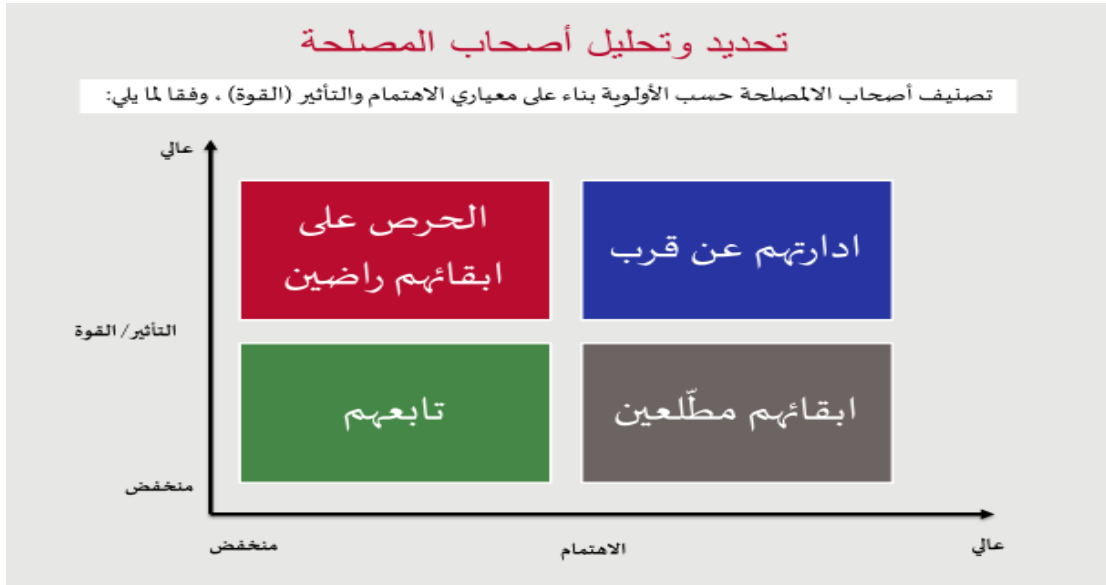 تحديد وتحليل أصحاب المصلحة
تصنيف أصحاب الالمصلحة حسب الأولوية بناء على معياري الاهتمام والتأثير (القوة) ، وفقا لما يلي:
عالي
الحرص على
ابقائهم راضين
ادارتهم عن قرب
التأثير/ القوة
تابعهم
ابقائهم مطّلعين
منخفض
منخفض
الاهتمام
عالي